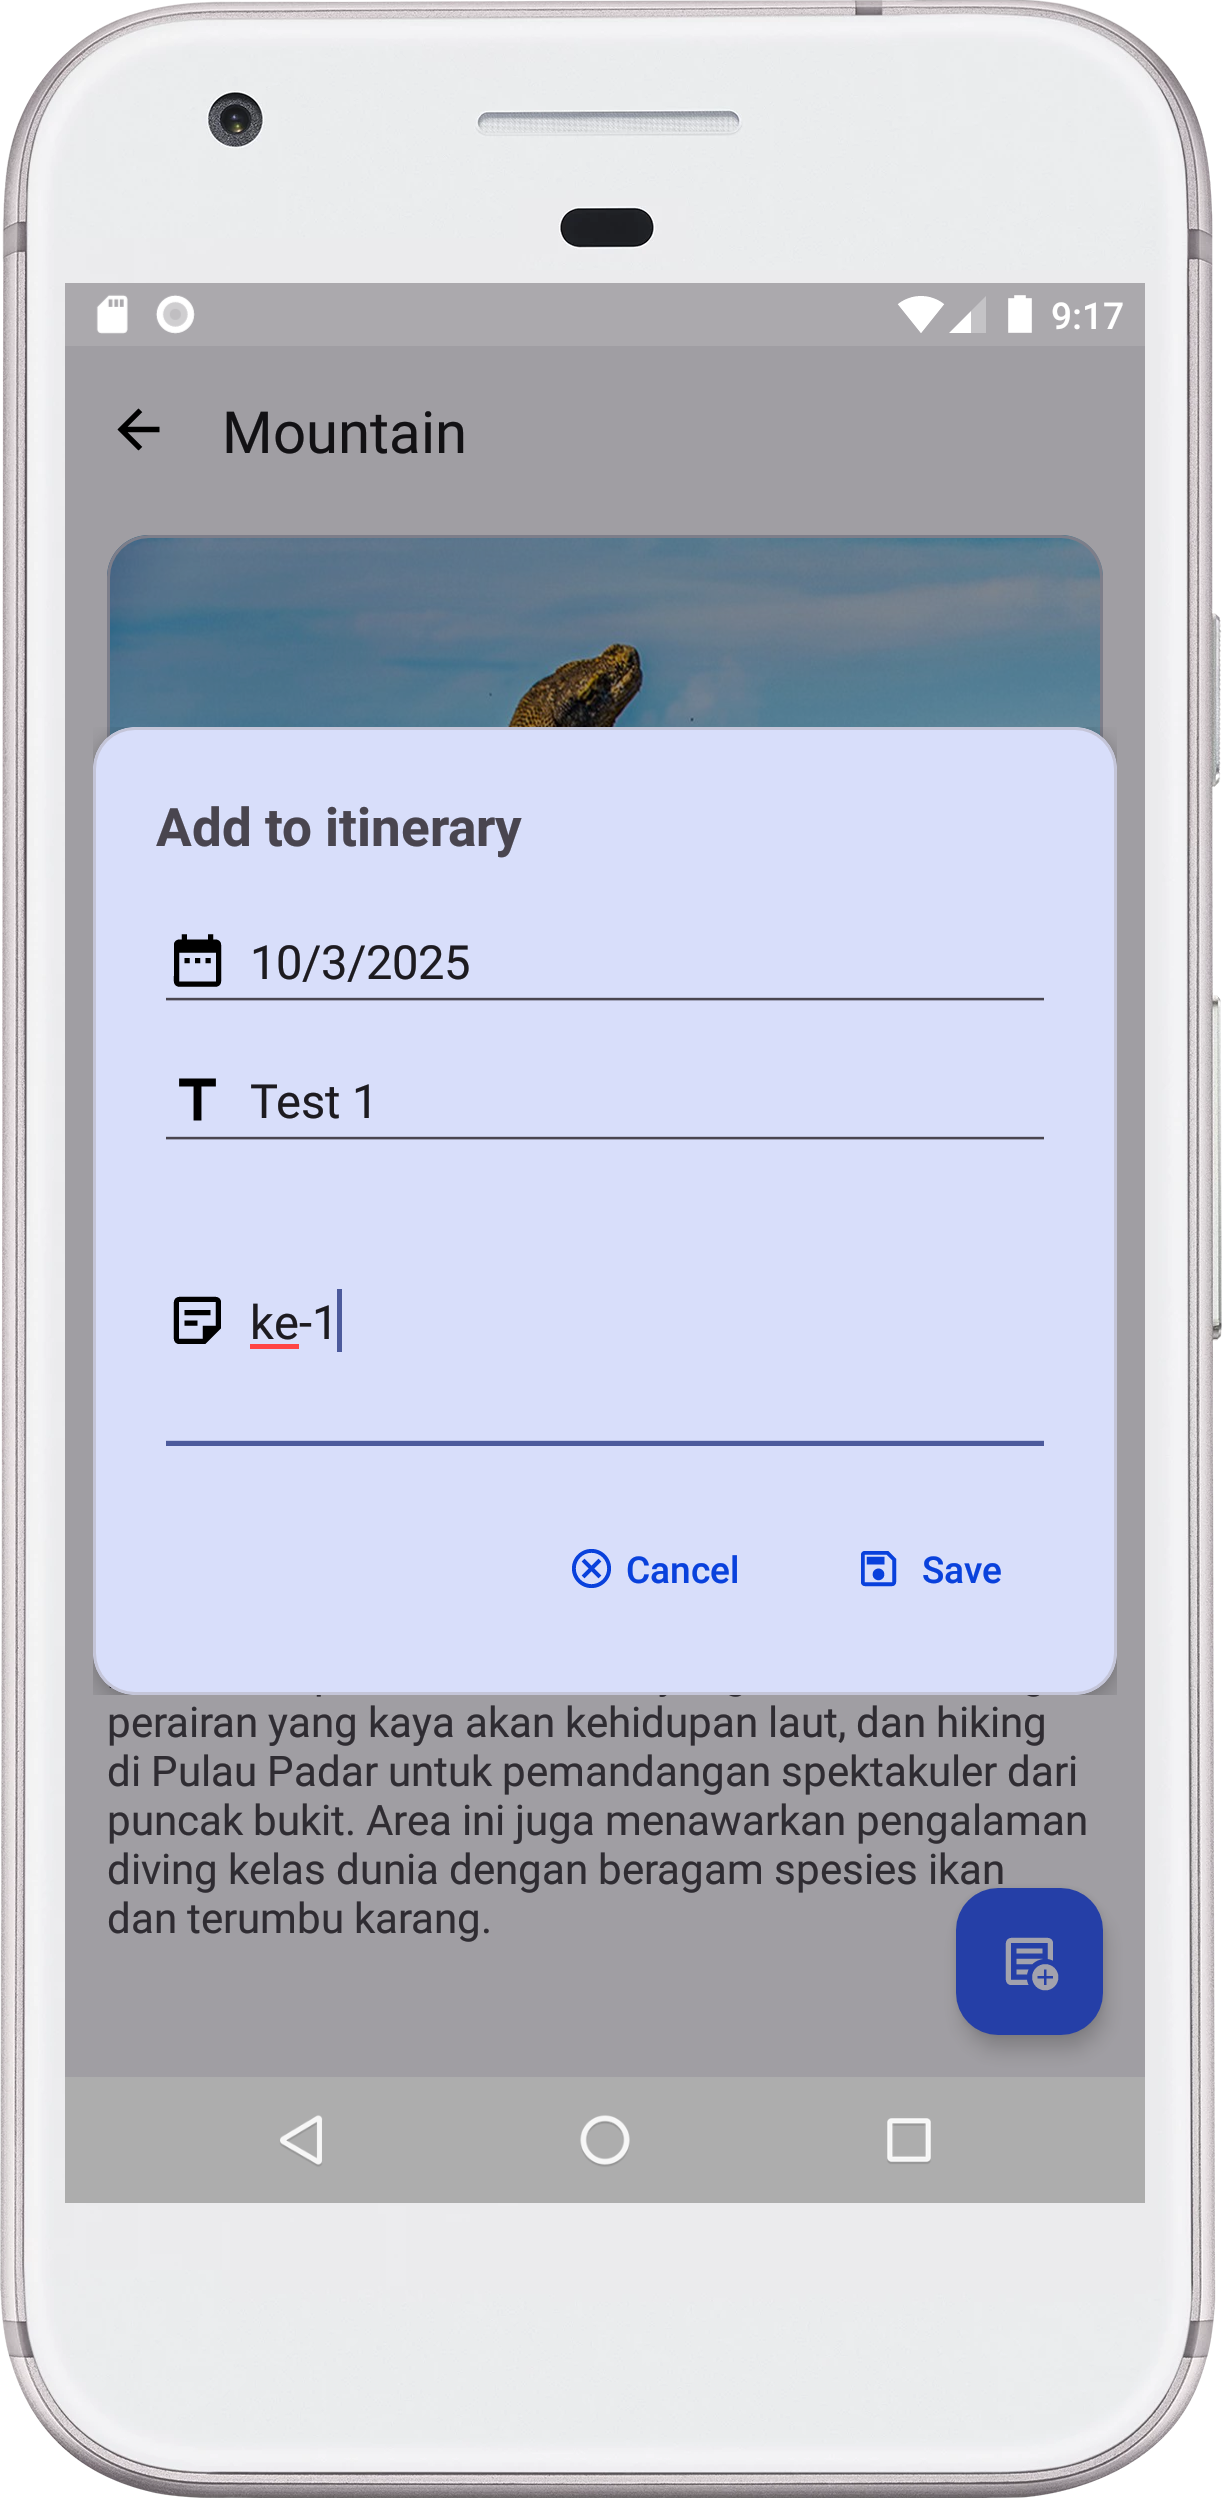 9:17
Mountain
Add to itinerary
10/3/2025
Test 1
ke-1
Cancel
Save
perairan yang kaya akan kehidupan laut, dan hiking
di Pulau Padar untuk pemandangan spektakuler dari
puncak bukit. Area ini juga menawarkan pengalaman
diving kelas dunia dengan beragam spesies ikan
dan terumbu karang.